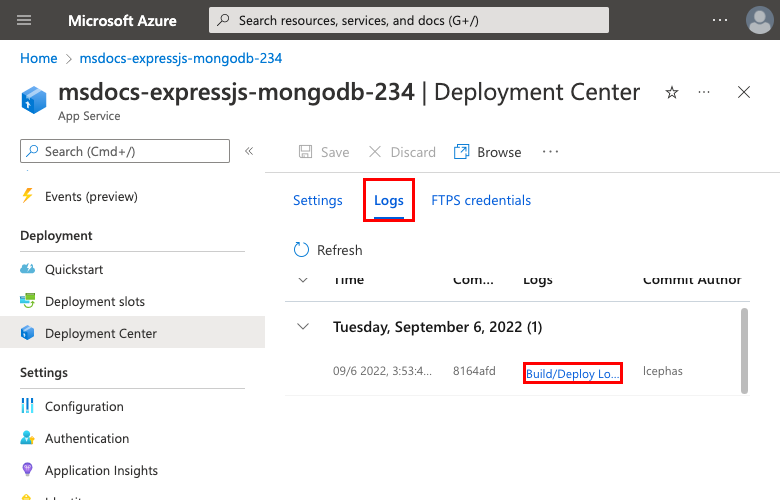 Microsoft Azure
Search resources, services, and docs (G+/)
Home
msdocs-expressjs-mongodb-234
msdocs-expressjs-mongodb-234 | Deployment Center
App Service
Search (Cmd+/)
Save
Discard
Browse
Events (preview)
Settings
Logs
FTPS credentials
Deployment
Refresh
Quickstart
Time
Com...
Logs
Commit Author
Deployment slots
Tuesday, September 6, 2022 (1)
Deployment Center
09/6 2022, 3:53:4...
8164afd
Build/Deploy Lo...
Settings
Configuration
Authentication
Application Insights